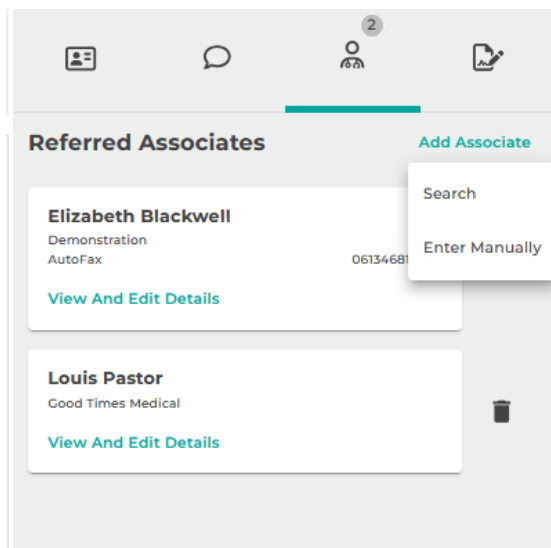 2
Referred Associates
Add Associate
Search
Enter Manually
Elizabeth Blackwell
Demonstration
AutoFax
View And Edit Details
Louis Pastor
Good Times Medical
View And Edit Details